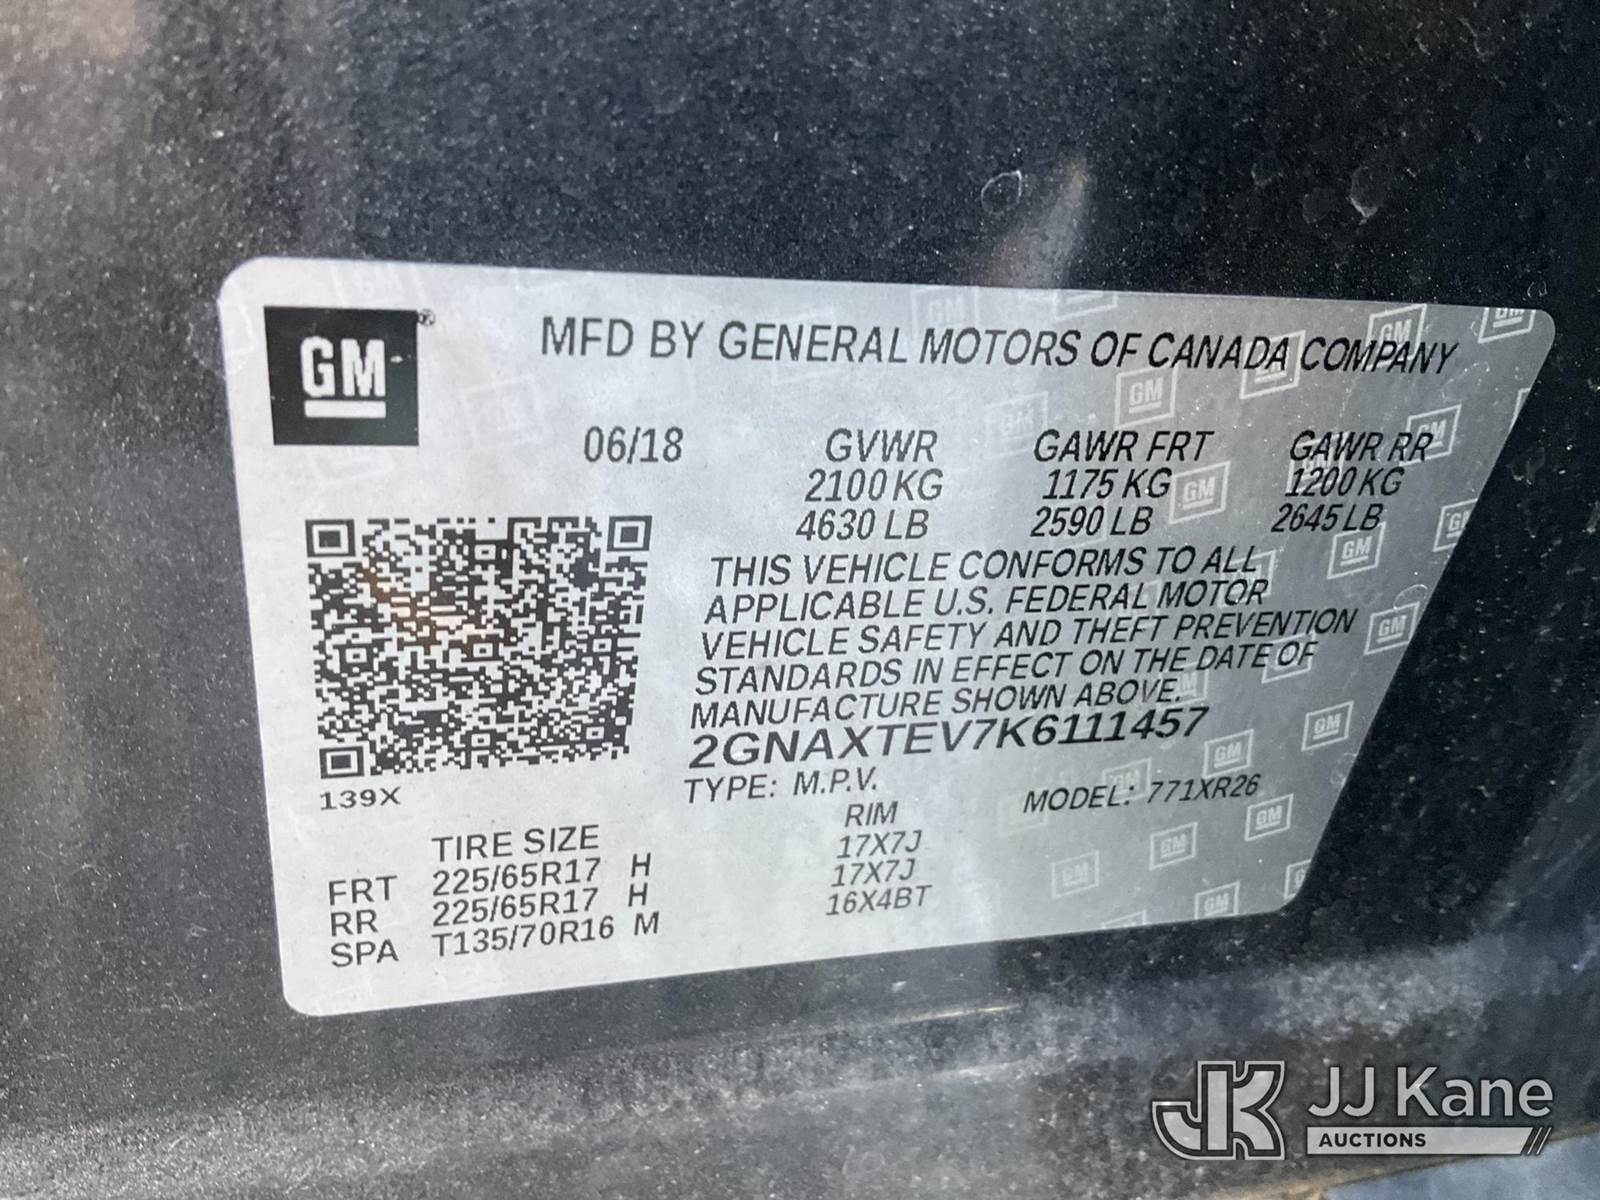 GM ®
MFD BY GENERAL MOTORS OF CANADA COMPANY
06/18 GVWR GAWR FRT GAWR RR
2100 KG 1175 KG 1200 KG
4630 LB 2590 LB 2645 LB
THIS VEHICLE CONFORMS TO ALL
APPLICABLE U.S. FEDERAL MOTOR
VEHICLE SAFETY AND THEFT PREVENTION
STANDARDS IN EFFECT ON THE DATE OF
MANUFACTURE SHOWN ABOVE.
2GNAXTEV7K6111457
139X TYPE: M.P.V. MODEL: 771XR26
TIRE SIZE RIM
FRT 225/65R17 H 17X7J
RR 225/65R17 H 17X7J
SPA T135/70R16 M 16X4BT
JK JJ Kane
AUCTIONS